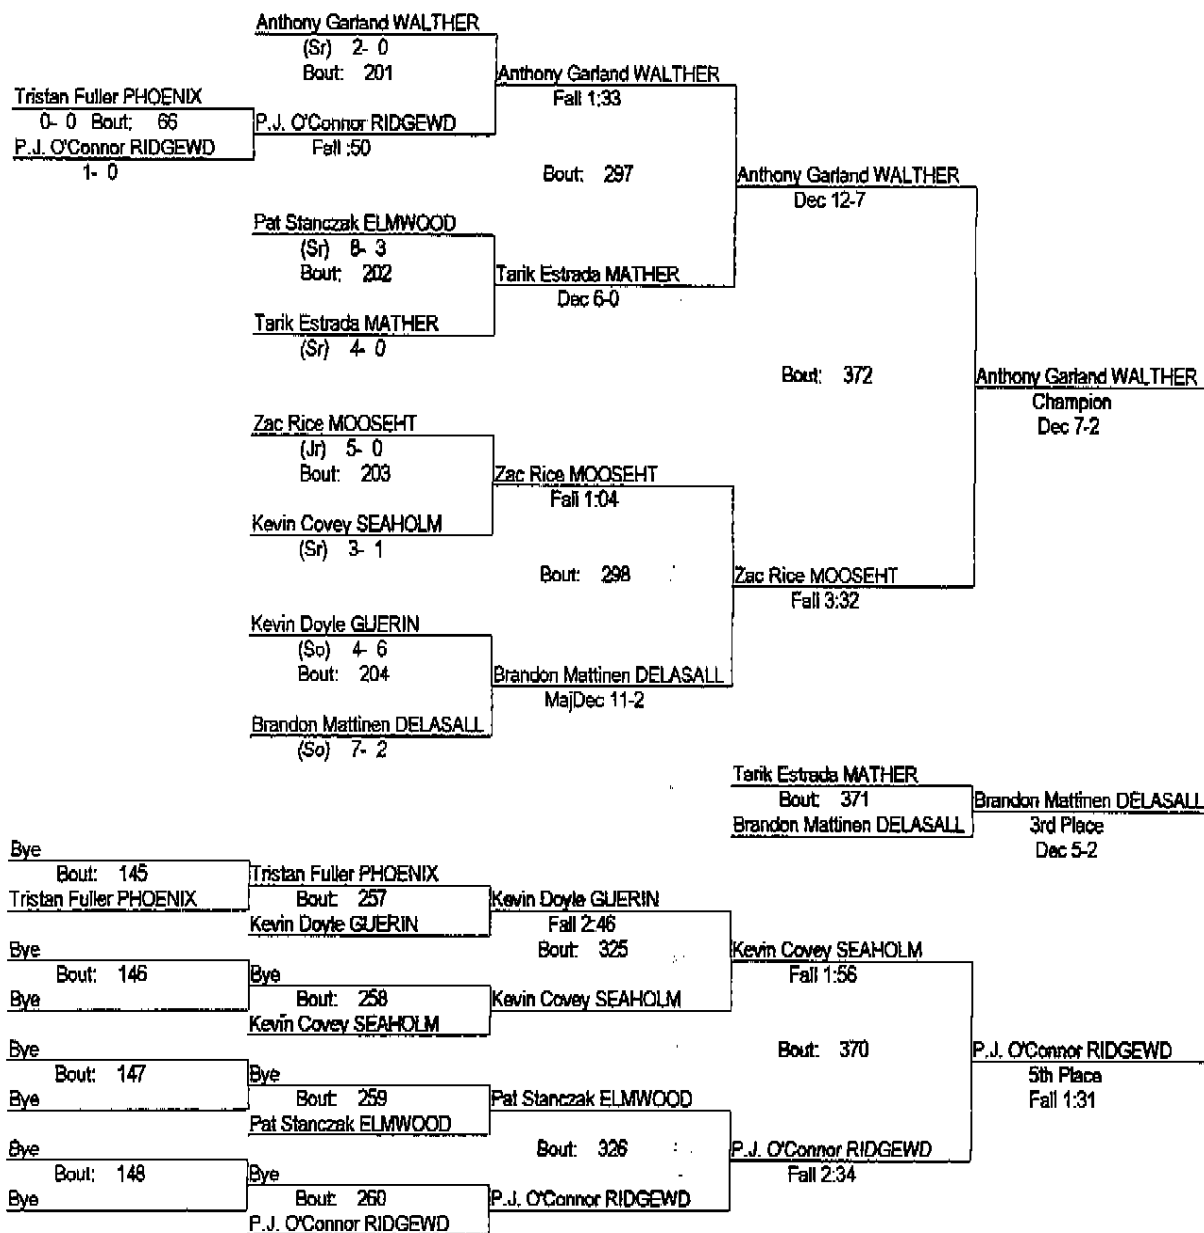 Anthony Garland WALTHER
(Sr) 2- 0
Bout: 201
Anthony Garland WALTHER
Fall 1:33
Tristan Fuller PHOENIX
0- 0 Bout: 66
P.J. O'Connor RIDGEWD
1- 0
P.J. O'Connor RIDGEWD
Fall :50
Bout: 297
Anthony Garland WALTHER
Dec 12-7
Pat Stanczak ELMWOOD
(Sr) 8- 3
Bout: 202
Tarik Estrada MATHER
Dec 6-0
Tarik Estrada MATHER
(Sr) 4- 0
Bout: 372
Anthony Garland WALTHER
Champion
Dec 7-2
Zac Rice MOOSEHT
(Jr) 5- 0
Bout: 203
Zac Rice MOOSEHT
Fall 1:04
Kevin Covey SEAHOLM
(Sr) 3- 1
Bout: 298
Zac Rice MOOSEHT
Fall 3:32
Kevin Doyle GUERIN
(So) 4- 6
Bout: 204
Brandon Mattinen DELASALL
MajDec 11-2
Brandon Mattinen DELASALL
(So) 7- 2
Tarik Estrada MATHER
Bout: 371
Brandon Mattinen DELASALL
Brandon Mattinen DELASALL
3rd Place
Dec 5-2
Bye
Bout: 145
Tristan Fuller PHOENIX
Tristan Fuller PHOENIX
Bout: 257
Kevin Doyle GUERIN
Kevin Doyle GUERIN
Fall 2:46
Bout: 325
Kevin Covey SEAHOLM
Fall 1:56
Bye
Bout: 146
Bye
Bye
Bout: 258
Kevin Covey SEAHOLM
Kevin Covey SEAHOLM
Bout: 370
P.J. O'Connor RIDGEWD
5th Place
Fall 1:31
Bye
Bout: 147
Bye
Bye
Bout: 259
Pat Stanczak ELMWOOD
Pat Stanczak ELMWOOD
Bout: 326
P.J. O'Connor RIDGEWD
Fall 2:34
Bye
Bout: 148
Bye
Bye
Bout: 260
P.J. O'Connor RIDGEWD
P.J. O'Connor RIDGEWD